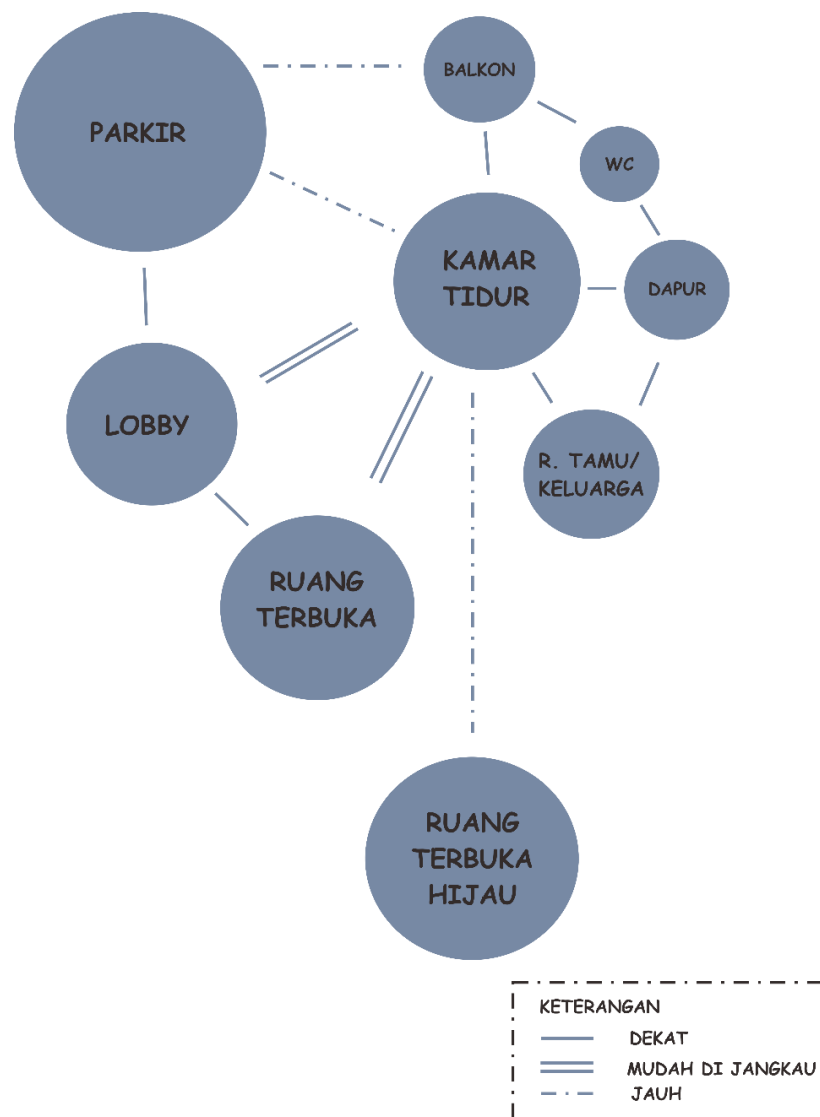 PARKIR
BALKON
WC
KAMAR
TIDUR
DAPUR
LOBBY
R. TAMU/
KELUARGA
RUANG
TERBUKA
RUANG
TERBUKA
HIJAU
KETERANGAN
DEKAT
MUDAH DI JANGKAU
JAUH